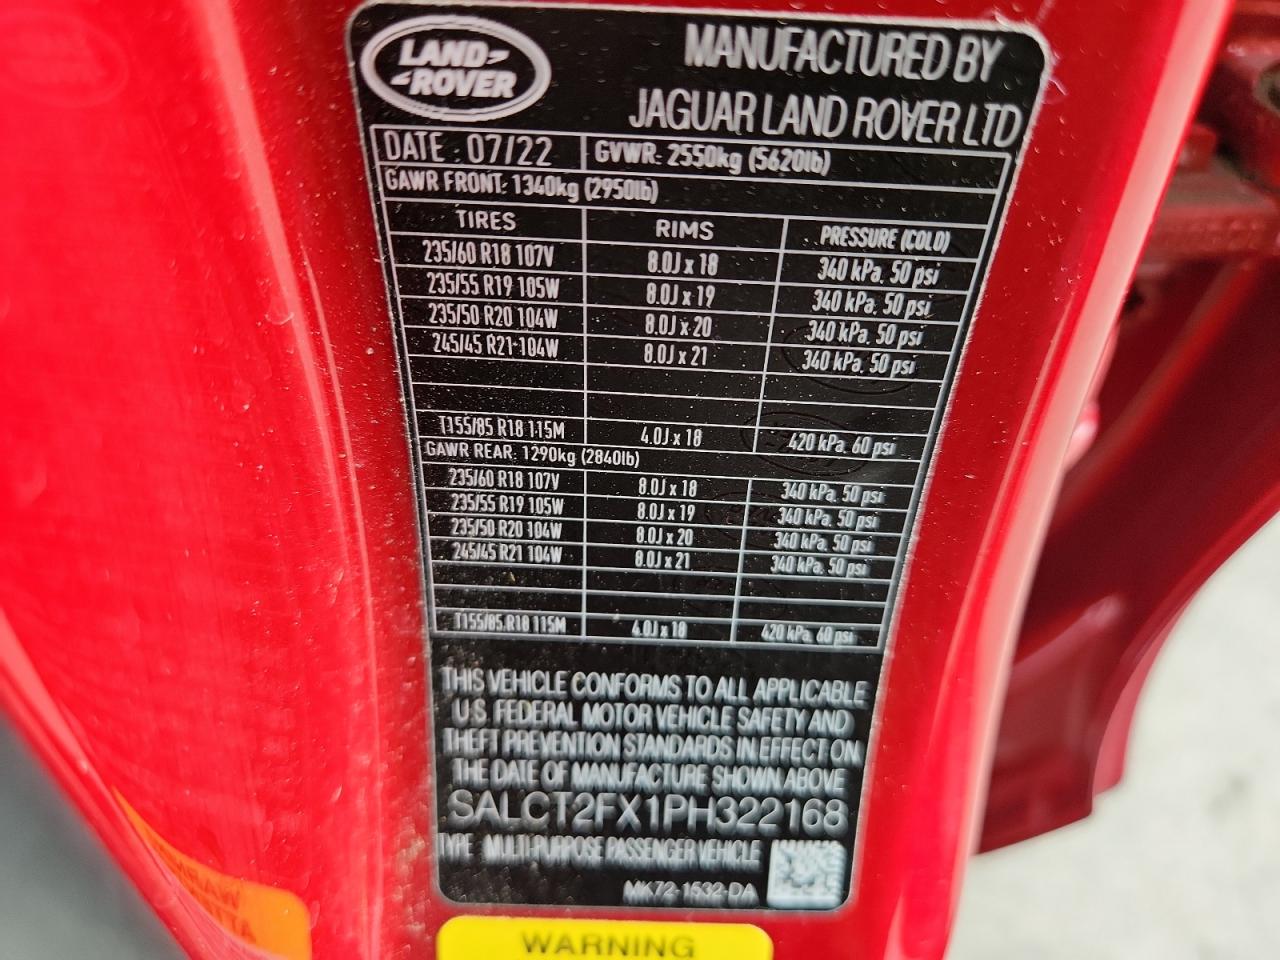 LAND ROVER
MANUFACTURED BY
JAGUAR LAND ROVER LTD
DATE : 07/22 GVWR: 2550kg (5620lb)
GAWR FRONT: 1340kg (2950lb)
TIRES RIMS PRESSURE (COLD)
235/60 R18 107V 8.0J x 18 340 kPa, 50 psi
235/55 R19 105W 8.0J x 19 340 kPa, 50 psi
235/50 R20 104W 8.0J x 20 340 kPa, 50 psi
245/45 R21 104W 8.0J x 21 340 kPa, 50 psi
T155/85 R18 115M 4.0J x 18 420 kPa, 60 psi
GAWR REAR: 1290kg (2840lb)
235/60 R18 107V 8.0J x 18 340 kPa, 50 psi
235/55 R19 105W 8.0J x 19 340 kPa, 50 psi
235/50 R20 104W 8.0J x 20 340 kPa, 50 psi
245/45 R21 104W 8.0J x 21 340 kPa, 50 psi
T155/85 R18 115M 4.0J x 18 420 kPa, 60 psi
THIS VEHICLE CONFORMS TO ALL APPLICABLE
U.S. FEDERAL MOTOR VEHICLE SAFETY AND
THEFT PREVENTION STANDARDS IN EFFECT ON
THE DATE OF MANUFACTURE SHOWN ABOVE
SALCT2FX1PH322168
TYPE MULTI-PURPOSE PASSENGER VEHICLE
MK72-1532-DA
WARNING